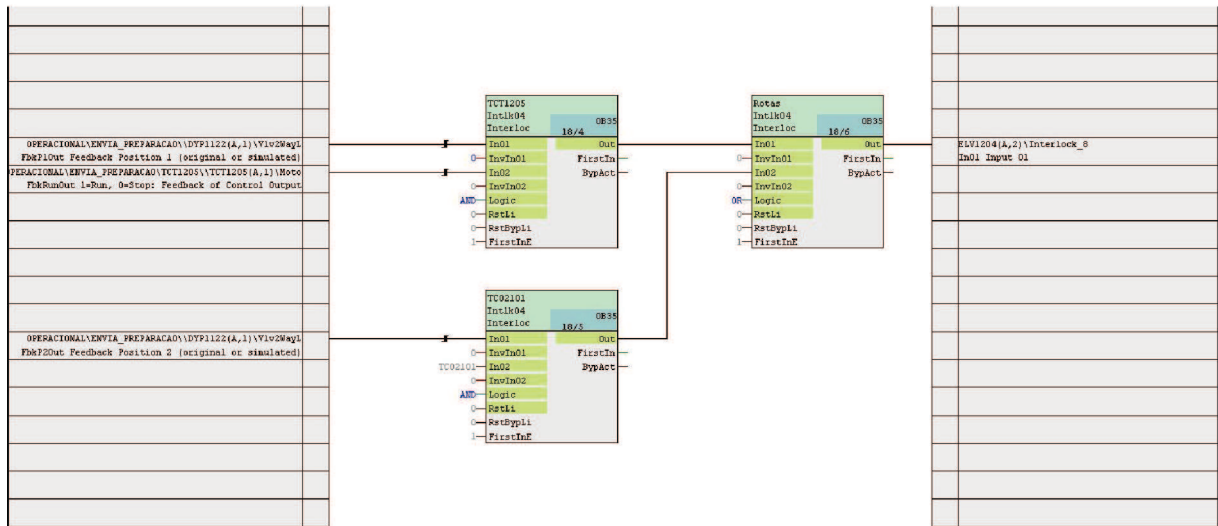 OPERACIONAL\ENVIA_PREPARACAO\\DYP1122(A,1)\Vlv2WayL
FbkP1Out Feedback Position 1 (original or simulated)
OPERACIONAL\ENVIA_PREPARACAO\TCT1205\\TCT1205(A,1)\Moto
FbkRunOut 1=Run, 0=Stop: Feedback of Control Output
OPERACIONAL\ENVIA_PREPARACAO\\DYP1122(A,1)\Vlv2WayL
FbkP2Out Feedback Position 2 (original or simulated)
TCT1205
Intlk04
Interloc
OB35
18/4
In01 Out
0 InvIn01 FirstIn
In02 BypAct
0 InvIn02
AND Logic
0 RstLi
0 RstBypLi
1 FirstInE
TC02101
Intlk04
Interloc
OB35
18/5
In01 Out
0 InvIn01 FirstIn
TC02101 In02 BypAct
0 InvIn02
AND Logic
0 RstLi
0 RstBypLi
1 FirstInE
Rotas
Intlk04
Interloc
OB35
18/6
In01 Out
0 InvIn01 FirstIn
In02 BypAct
0 InvIn02
OR Logic
0 RstLi
0 RstBypLi
1 FirstInE
ELV1204(A,2)\Interlock_8
In01 Input 01